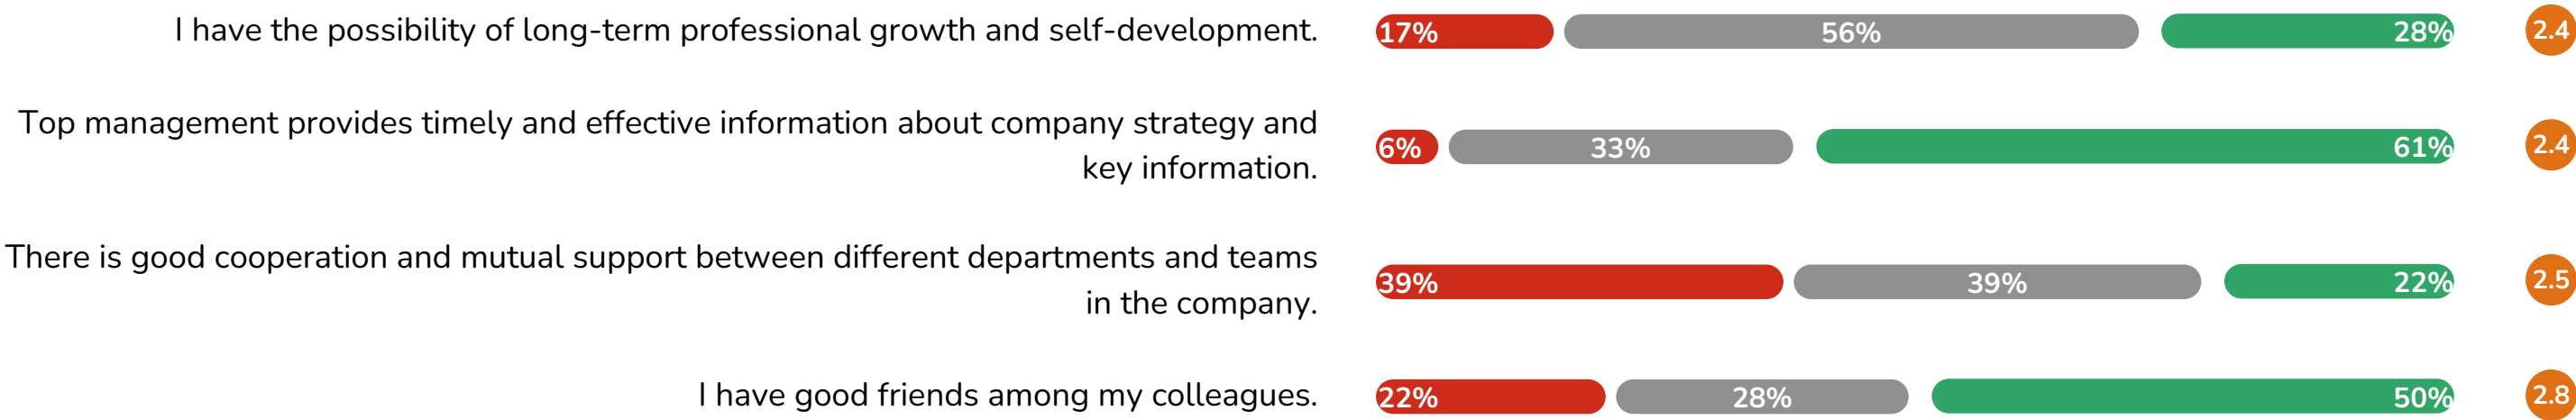 I have the possibility of long-term professional growth and self-development. 17% 56% 28% 2.4
Top management provides timely and effective information about company strategy and
key information. 6% 33% 61% 2.4
There is good cooperation and mutual support between different departments and teams
in the company. 39% 39% 22% 2.5
I have good friends among my colleagues. 22% 28% 50% 2.8